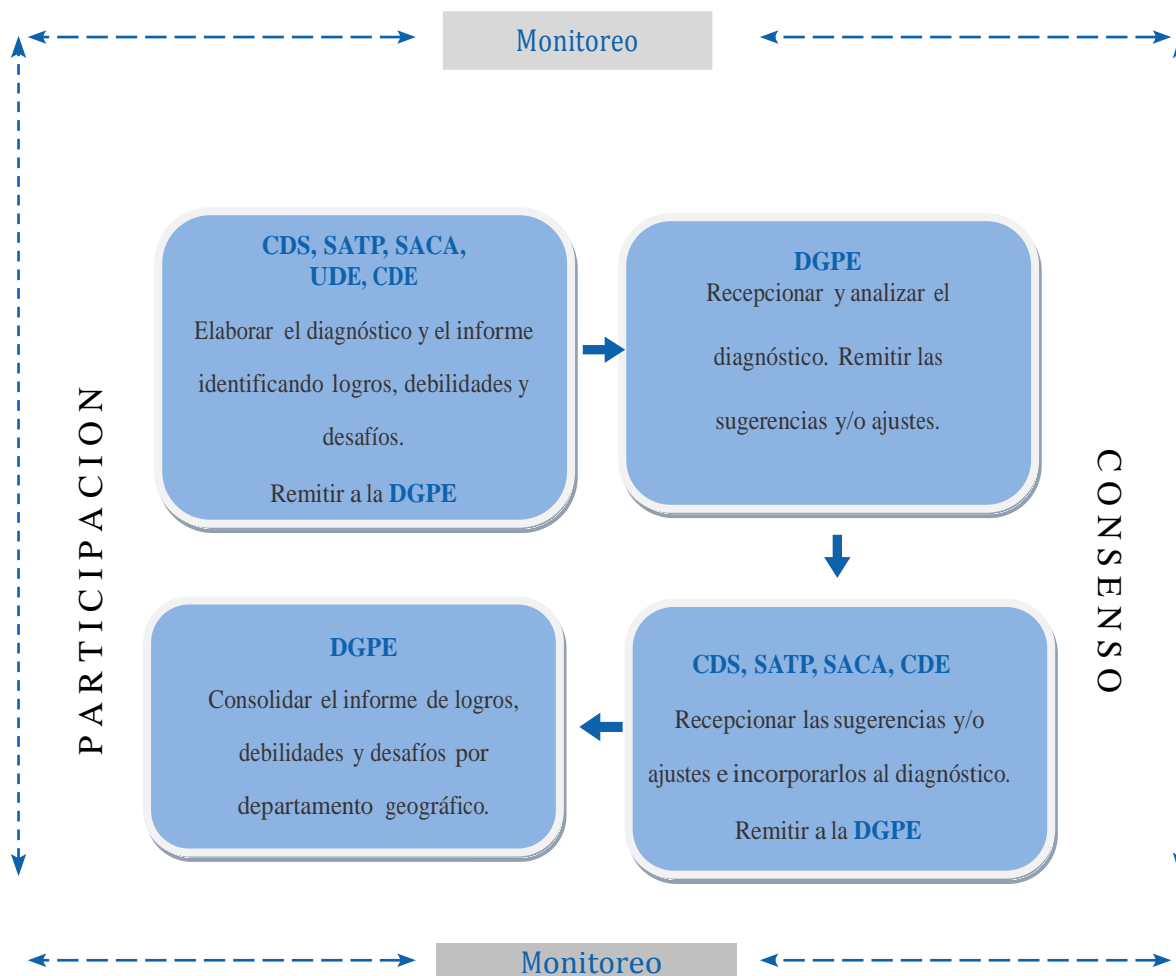 Monitoreo
PARTICIPACION
CDS, SATP, SACA,
UDE, CDE
Elaborar el diagnóstico y el informe
identificando logros, debilidades y
desafíos.
Remitir a la DGPE
DGPE
Recepcionar y analizar el
diagnóstico. Remitir las
sugerencias y/o ajustes.
CONSENSO
CDS, SATP, SACA, CDE
Recepcionar las sugerencias y/o
ajustes e incorporarlos al diagnóstico.
Remitir a la DGPE
DGPE
Consolidar el informe de logros,
debilidades y desafíos por
departamento geográfico.
Monitoreo